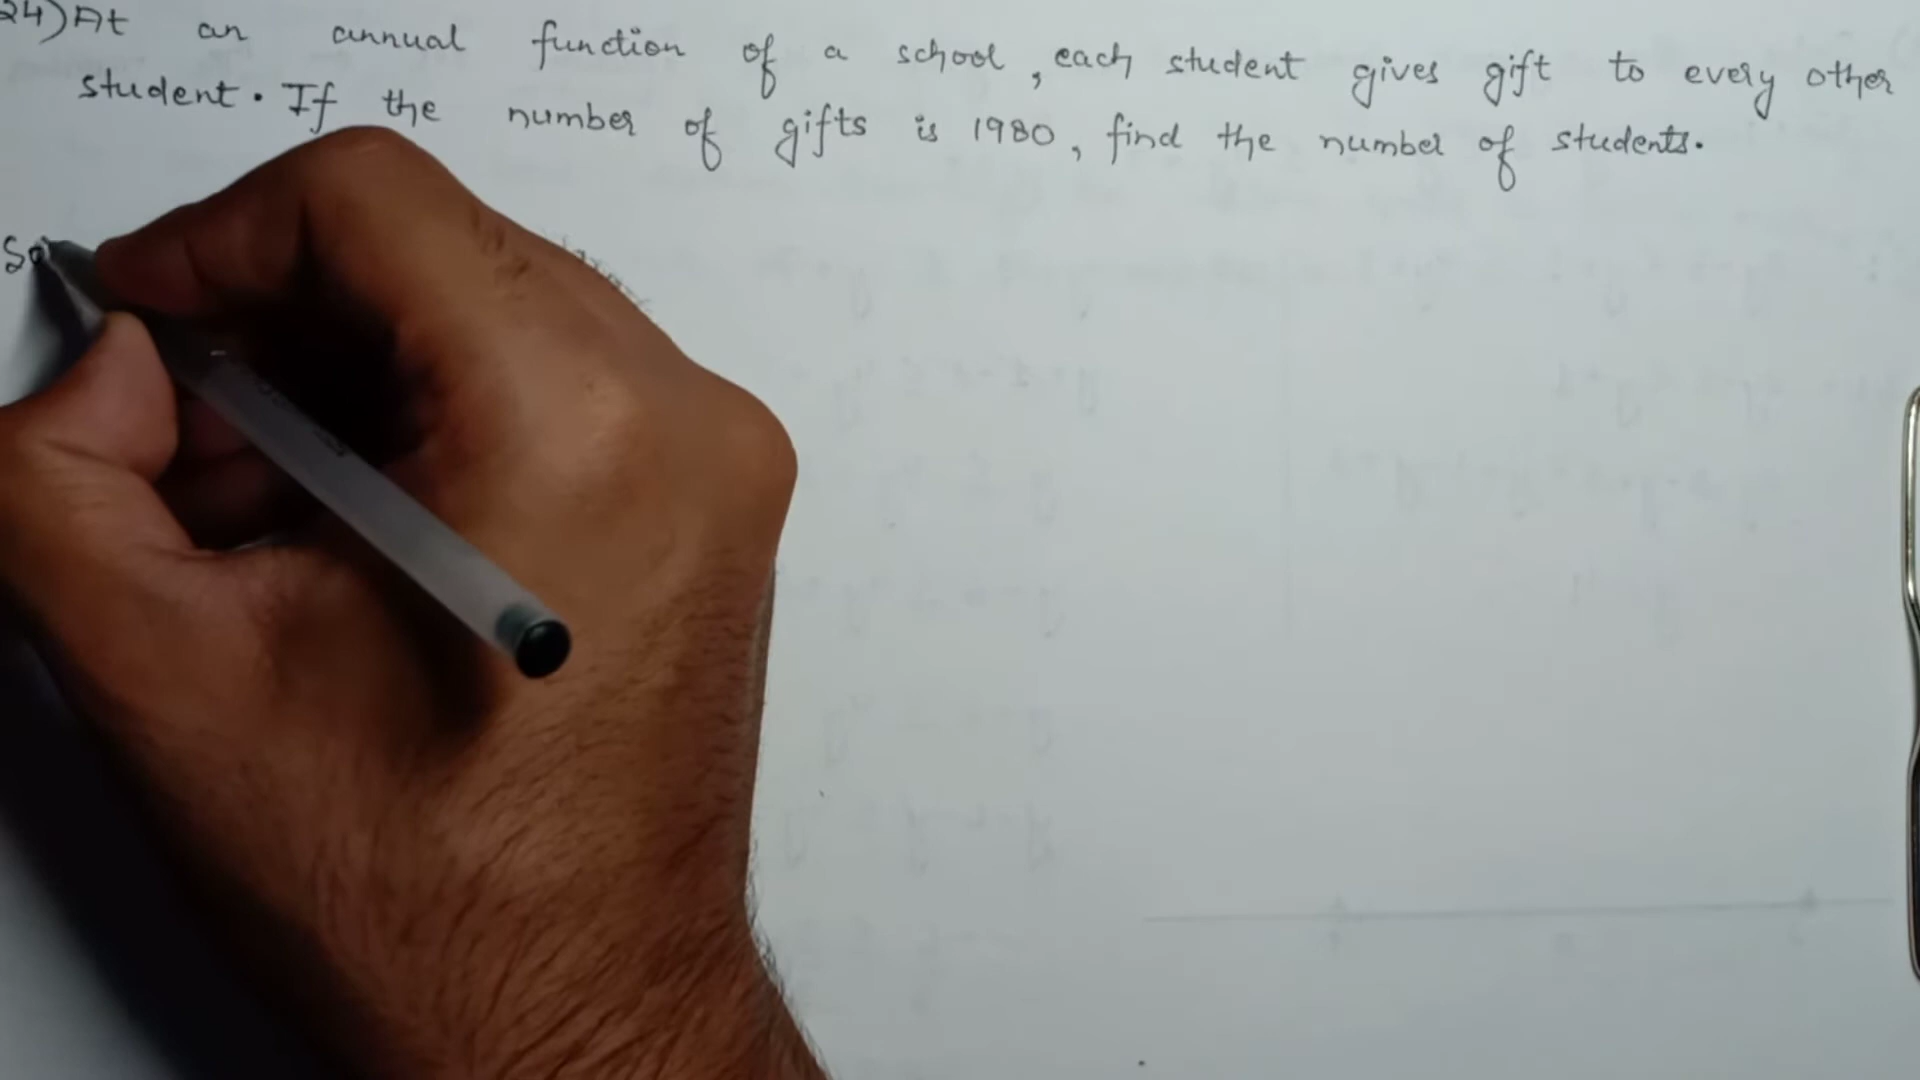 24) At an annual function of a school, each student gives gift to every other
student. If the number of gifts is 1980, find the number of students.
So